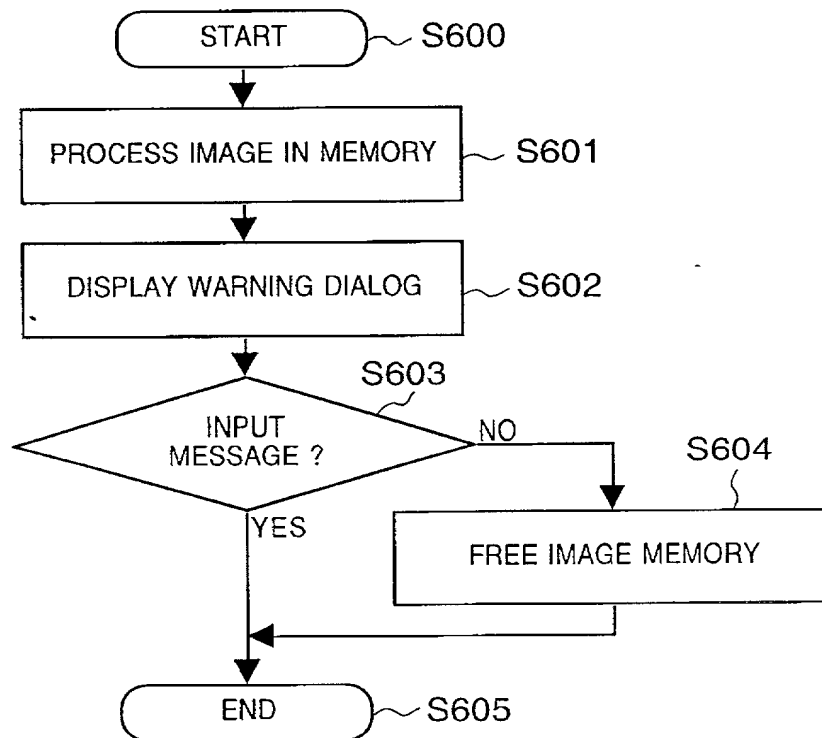 START
S600
PROCESS IMAGE IN MEMORY
S601
DISPLAY WARNING DIALOG
S602
S603
INPUT
MESSAGE ?
NO
YES
S604
FREE IMAGE MEMORY
END
S605